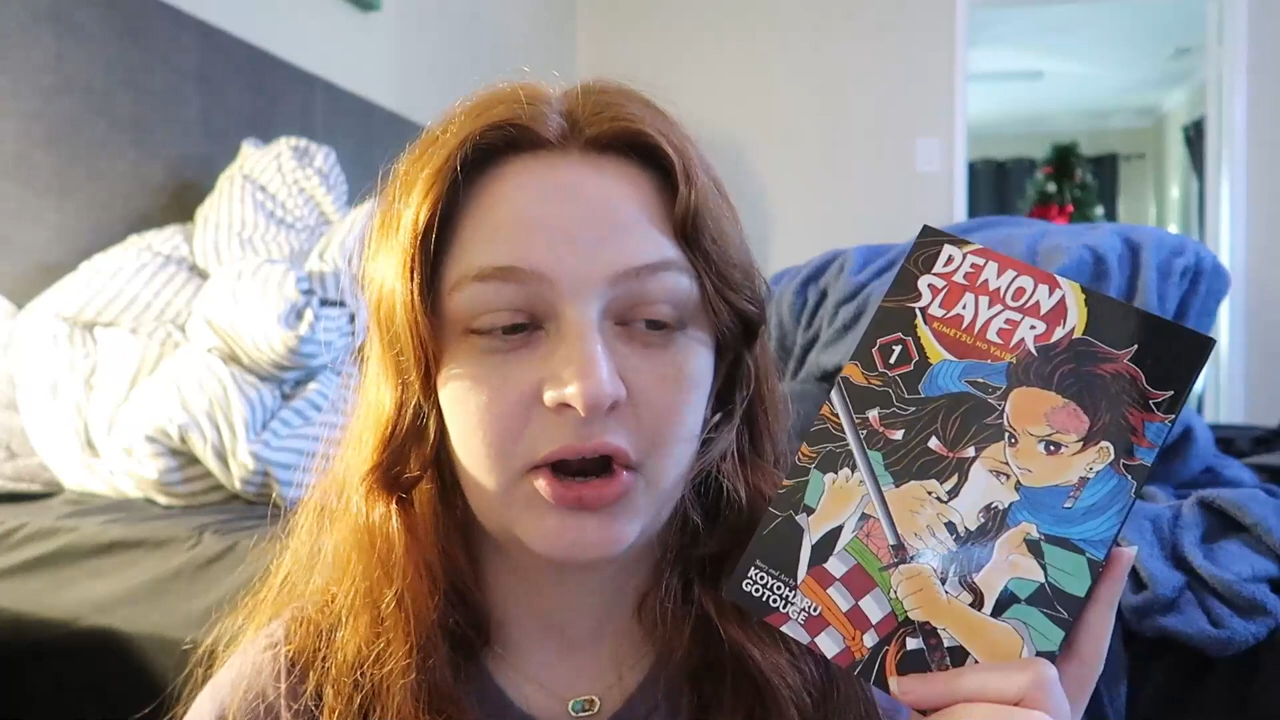 DEMON
SLAYER
KIMETSU NO YAIBA
1
Story and Art by
KOYOHARU
GOTOUGE